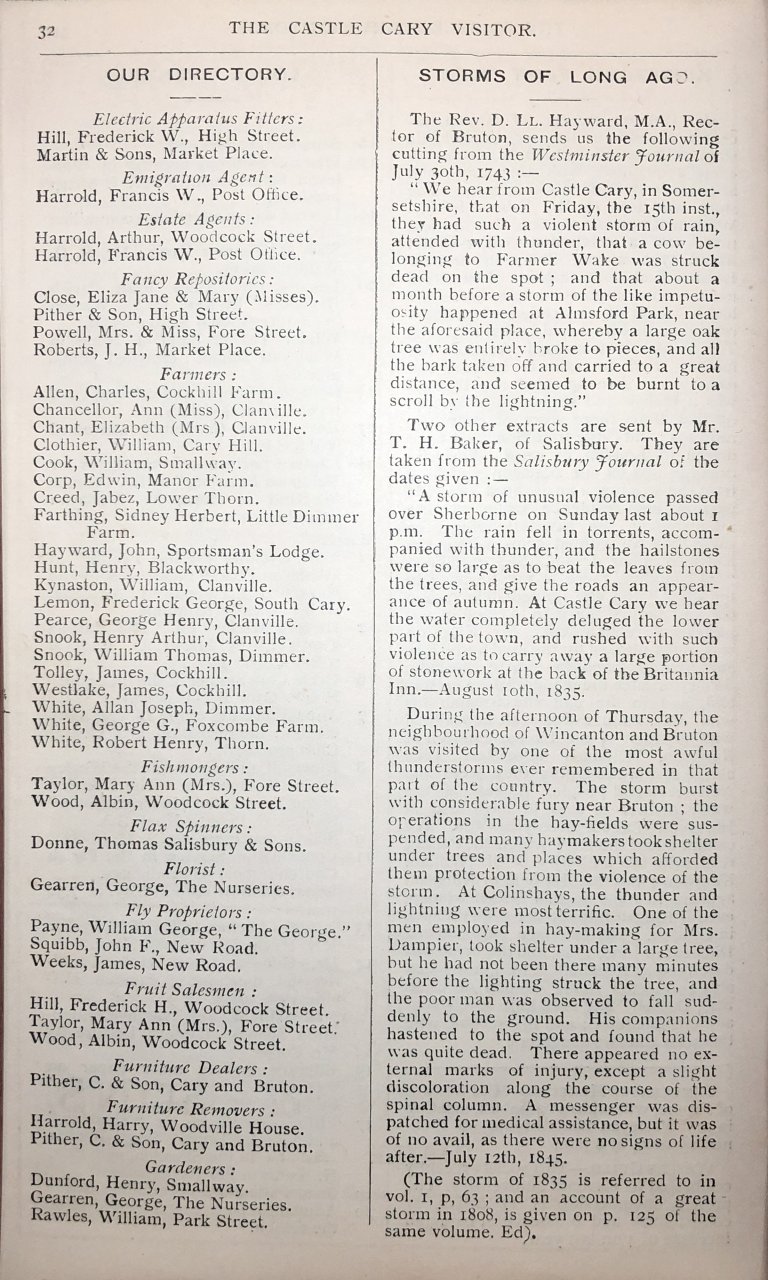 32
THE CASTLE CARY VISITOR.
OUR DIRECTORY.
Electric Apparatus Fitters :
Hill, Frederick W., High Street.
Martin & Sons, Market Place.
Emigration Agent :
Harrold, Francis W., Post Office.
Estate Agents :
Harrold, Arthur, Woodcock Street.
Harrold, Francis W., Post Office.
Fancy Repositories :
Close, Eliza Jane & Mary (Misses).
Pither & Son, High Street.
Powell, Mrs. & Miss, Fore Street.
Roberts, J. H., Market Place.
Farmers :
Allen, Charles, Cockhill Farm.
Chancellor, Ann (Miss), Clanville.
Chant, Elizabeth (Mrs ), Clanville.
Clothier, William, Cary Hill.
Cook, William, Smallway.
Corp, Edwin, Manor Farm.
Creed, Jabez, Lower Thorn.
Farthing, Sidney Herbert, Little Dimmer
Farm.
Hayward, John, Sportsman's Lodge.
Hunt, Henry, Blackworthy.
Kynaston, William, Clanville.
Lemon, Frederick George, South Cary.
Pearce, George Henry, Clanville.
Snook, Henry Arthur, Clanville.
Snook, William Thomas, Dimmer.
Tolley, James, Cockhill.
Westlake, James, Cockhill.
White, Allan Joseph, Dimmer.
White, George G., Foxcombe Farm.
White, Robert Henry, Thorn.
Fishmongers :
Taylor, Mary Ann (Mrs.), Fore Street.
Wood, Albin, Woodcock Street.
Flax Spinners :
Donne, Thomas Salisbury & Sons.
Florist :
Gearren, George, The Nurseries.
Fly Proprietors :
Payne, William George, “ The George.”
Squibb, John F., New Road.
Weeks, James, New Road.
Fruit Salesmen :
Hill, Frederick H., Woodcock Street.
Taylor, Mary Ann (Mrs.), Fore Street.
Wood, Albin, Woodcock Street.
Furniture Dealers :
Pither, C. & Son, Cary and Bruton.
Furniture Removers :
Harrold, Harry, Woodville House.
Pither, C. & Son, Cary and Bruton.
Gardeners :
Dunford, Henry, Smallway.
Gearren, George, The Nurseries.
Rawles, William, Park Street.
STORMS OF LONG AGO.
The Rev. D. LL. Hayward, M.A., Rec-
tor of Bruton, sends us the following
cutting from the Westminster Journal of
July 30th, 1743 :—
“ We hear from Castle Cary, in Somer-
setshire, that on Friday, the 15th inst.,
they had such a violent storm of rain,
attended with thunder, that a cow be-
longing to Farmer Wake was struck
dead on the spot ; and that about a
month before a storm of the like impetu-
osity happened at Almsford Park, near
the aforesaid place, whereby a large oak
tree was entirely broke to pieces, and all
the bark taken off and carried to a great
distance, and seemed to be burnt to a
scroll by the lightning.”
Two other extracts are sent by Mr.
T. H. Baker, of Salisbury. They are
taken from the Salisbury Journal of the
dates given :—
“A storm of unusual violence passed
over Sherborne on Sunday last about 1
p.m. The rain fell in torrents, accom-
panied with thunder, and the hailstones
were so large as to beat the leaves from
the trees, and give the roads an appear-
ance of autumn. At Castle Cary we hear
the water completely deluged the lower
part of the town, and rushed with such
violence as to carry away a large portion
of stonework at the back of the Britannia
Inn.—August 10th, 1835.
During the afternoon of Thursday, the
neighbourhood of Wincanton and Bruton
was visited by one of the most awful
thunderstorms ever remembered in that
part of the country. The storm burst
with considerable fury near Bruton ; the
operations in the hay-fields were sus-
pended, and many haymakers took shelter
under trees and places which afforded
them protection from the violence of the
storm. At Colinshays, the thunder and
lightning were most terrific. One of the
men employed in hay-making for Mrs.
Dampier, took shelter under a large tree,
but he had not been there many minutes
before the lighting struck the tree, and
the poor man was observed to fall sud-
denly to the ground. His companions
hastened to the spot and found that he
was quite dead. There appeared no ex-
ternal marks of injury, except a slight
discoloration along the course of the
spinal column. A messenger was dis-
patched for medical assistance, but it was
of no avail, as there were no signs of life
after.—July 12th, 1845.
(The storm of 1835 is referred to in
vol. 1, p, 63 ; and an account of a great
storm in 1808, is given on p. 125 of the
same volume. Ed).